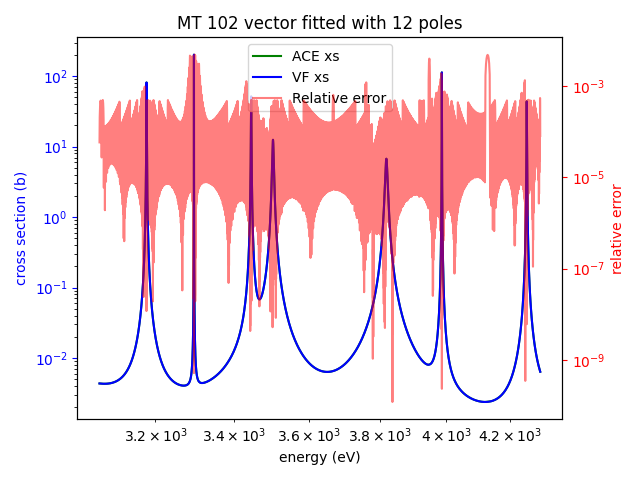 MT 102 vector fitted with 12 poles
ACE xs
VF xs
Relative error
10²
10¹
10⁰
10⁻¹
10⁻²
cross section (b)
10⁻³
10⁻⁵
10⁻⁷
10⁻⁹
relative error
3.2 × 10³ 3.4 × 10³ 3.6 × 10³ 3.8 × 10³ 4 × 10³ 4.2 × 10³
energy (eV)